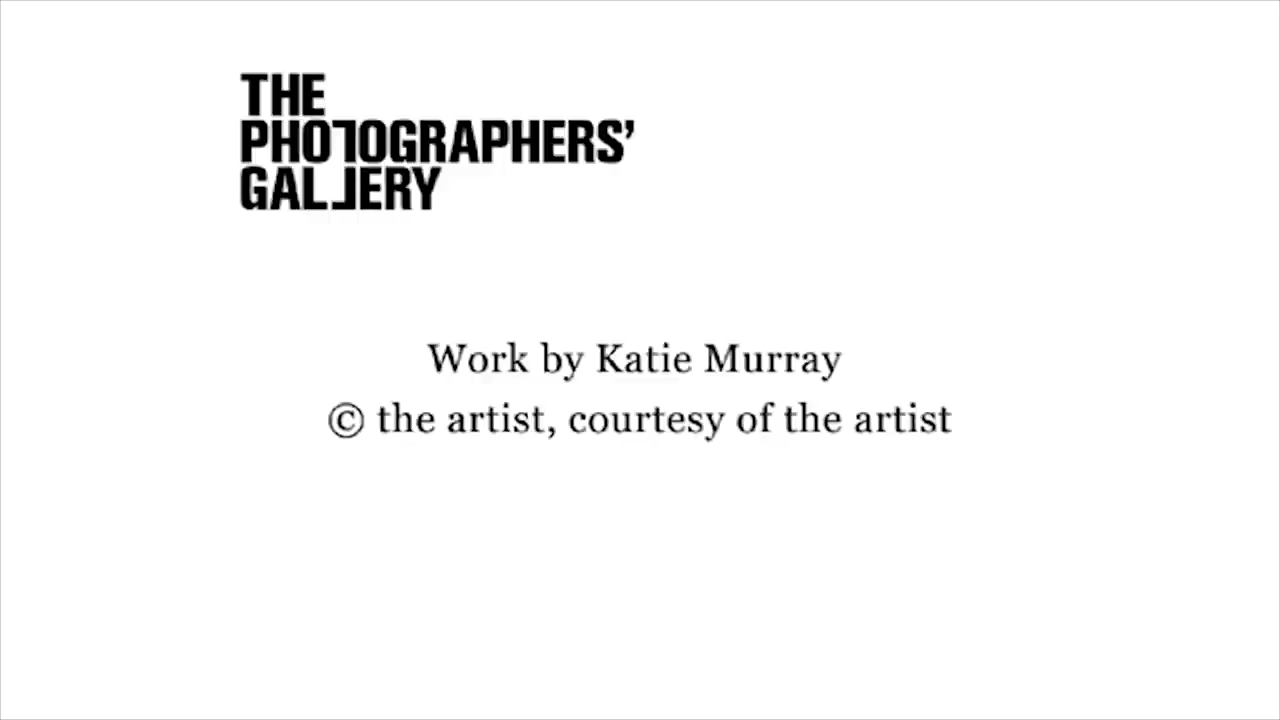 THE
PHOTOGRAPHERS’
GALLERY
Work by Katie Murray
© the artist, courtesy of the artist